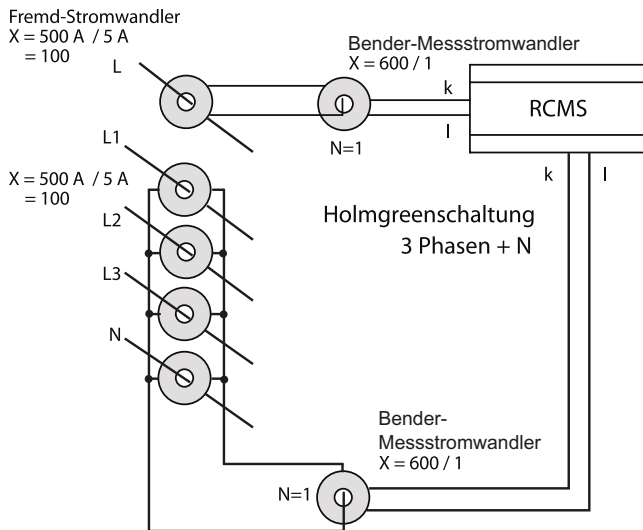 Fremd-Stromwandler
X = 500 A / 5 A
= 100
L
Bender-Messstromwandler
X = 600 / 1
k
l
N=1
RCMS
k
l
L1
X = 500 A / 5 A
= 100
L2
L3
N
Holmgreenschaltung
3 Phasen + N
Bender-
Messstromwandler
X = 600 / 1
N=1